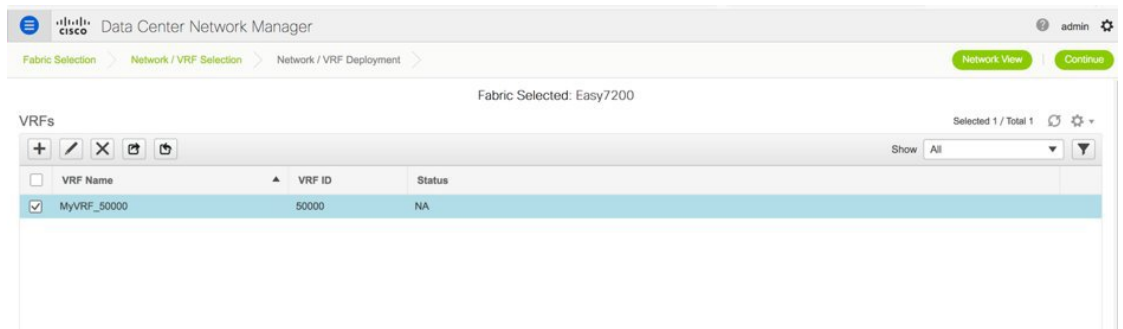 cisco Data Center Network Manager admin
Fabric Selection Network / VRF Selection Network / VRF Deployment Network View Continue
Fabric Selected: Easy7200
VRFs Selected 1 / Total 1
Show All
VRF Name VRF ID Status
MyVRF_50000 50000 NA